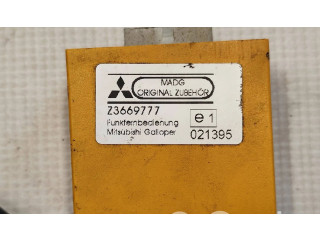 MADG
ORIGINAL ZUBEHÖR
Z3669777
Funkfernbedienung
Mitsubishi Galloper
e 1
021395